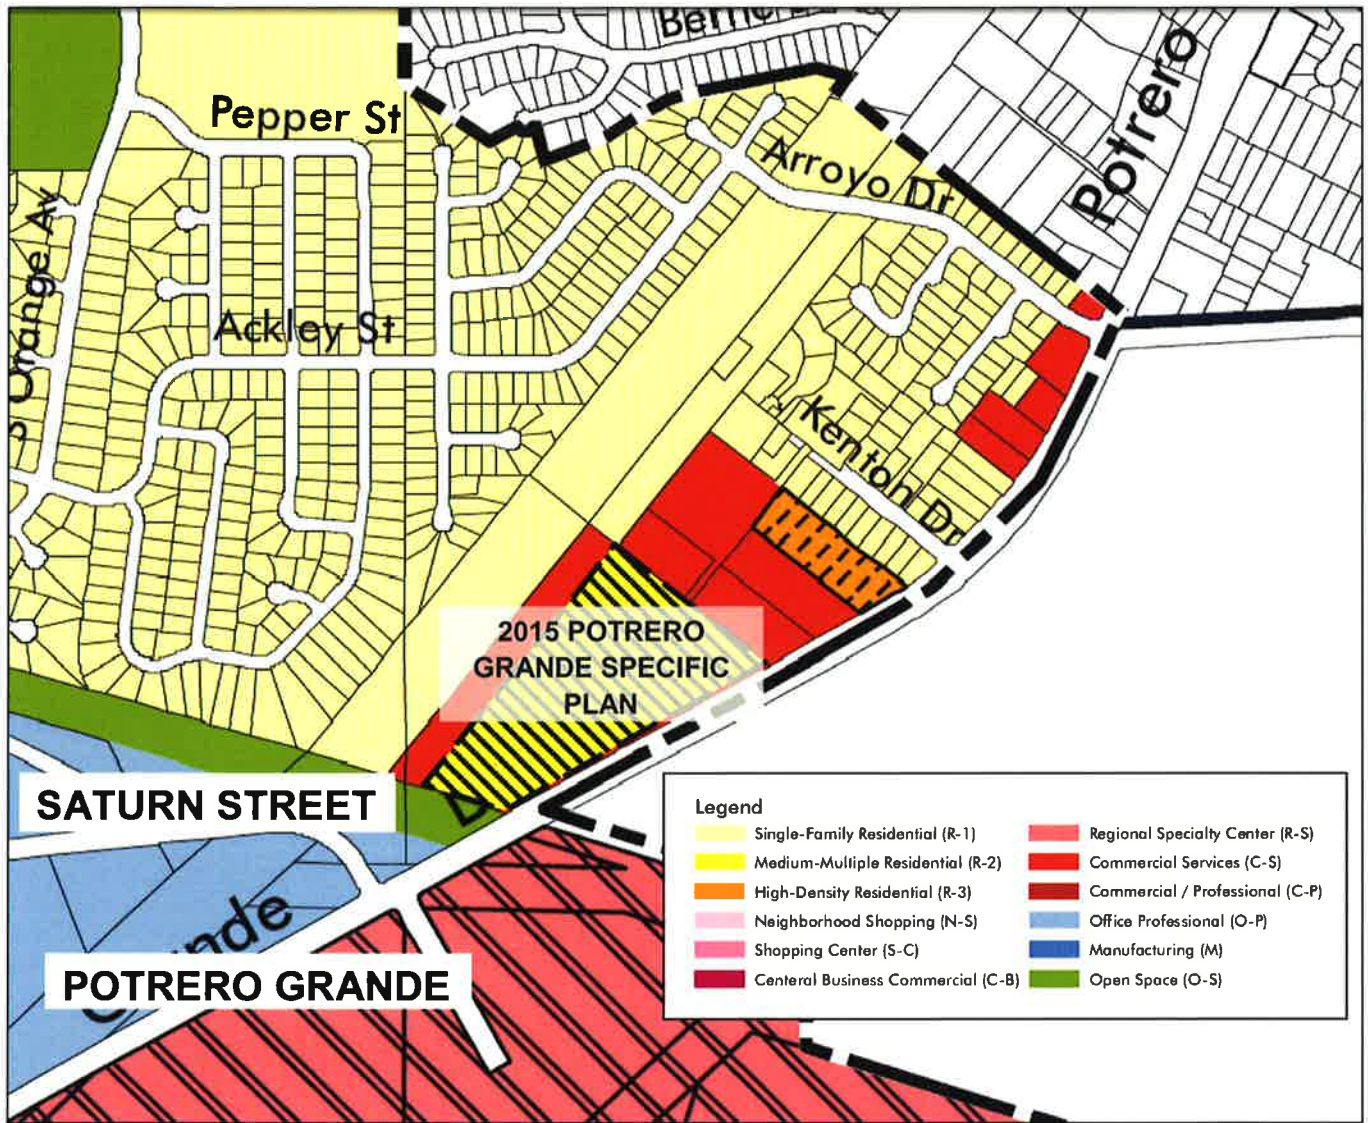 Potrero
Pepper St
Arroyo Dr
S Orange Av
Ackley St
Kenton Dr
2015 POTRERO
GRANDE SPECIFIC
PLAN
SATURN STREET
POTRERO GRANDE
Legend
Single-Family Residential (R-1)
Medium-Multiple Residential (R-2)
High-Density Residential (R-3)
Neighborhood Shopping (N-S)
Shopping Center (S-C)
Centeral Business Commercial (C-B)
Regional Specialty Center (R-S)
Commercial Services (C-S)
Commercial / Professional (C-P)
Office Professional (O-P)
Manufacturing (M)
Open Space (O-S)